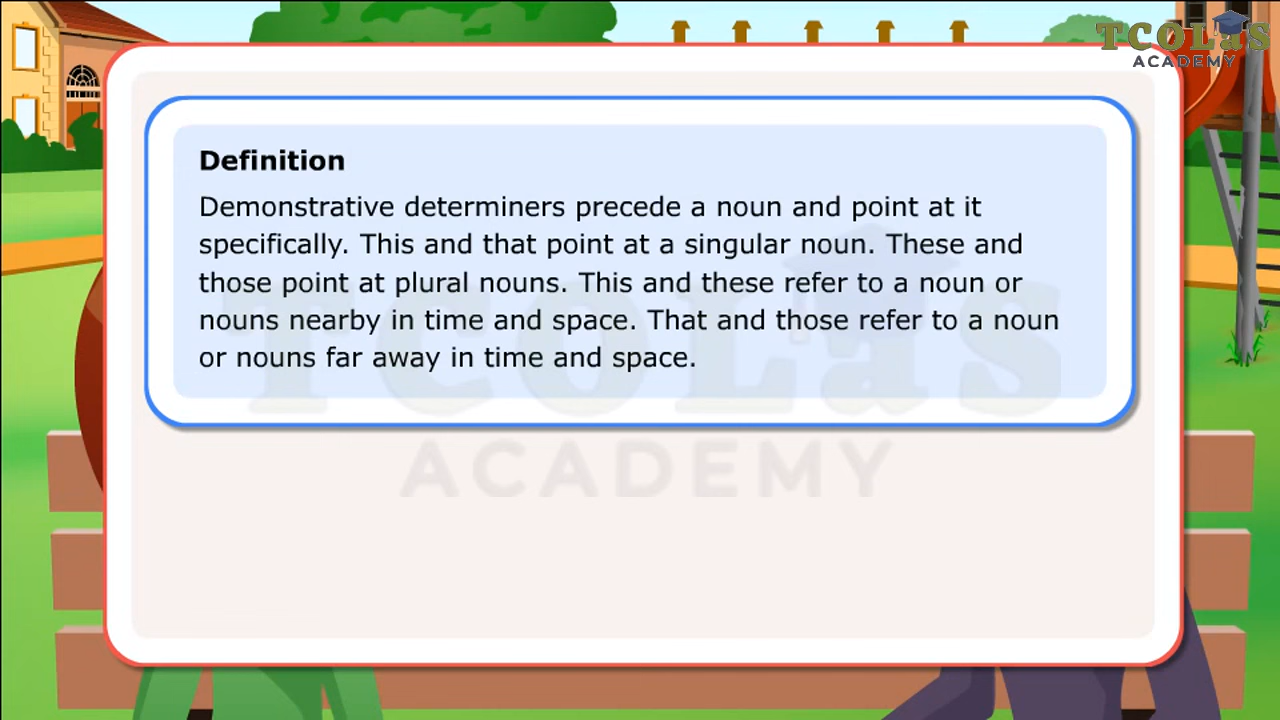 TCOLaS
ACADEMY
Definition
Demonstrative determiners precede a noun and point at it
specifically. This and that point at a singular noun. These and
those point at plural nouns. This and these refer to a noun or
nouns nearby in time and space. That and those refer to a noun
or nouns far away in time and space.
TCOLaS
ACADEMY